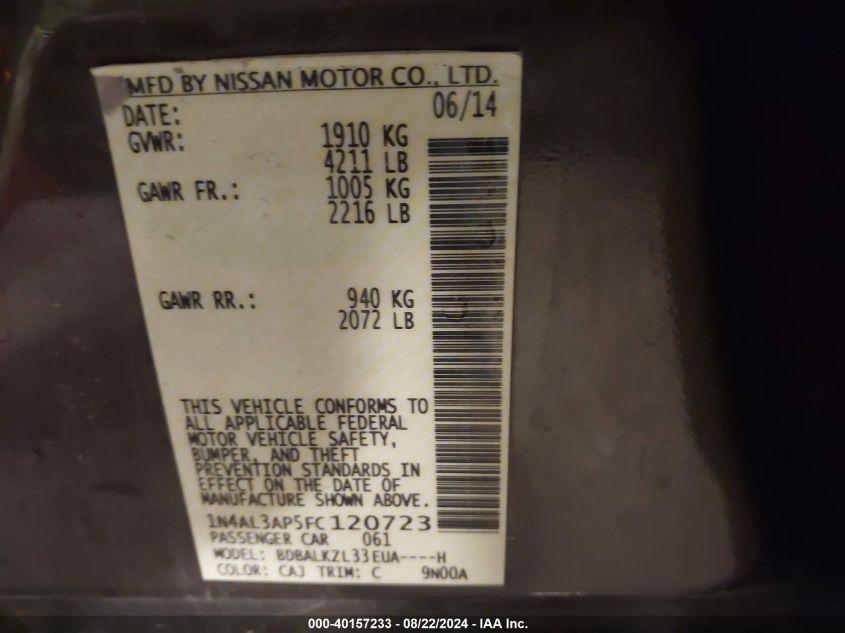 MFD BY NISSAN MOTOR CO., LTD.
DATE: 06/14
GVWR: 1910 KG
4211 LB
GAWR FR.: 1005 KG
2216 LB
GAWR RR.: 940 KG
2072 LB
THIS VEHICLE CONFORMS TO
ALL APPLICABLE FEDERAL
MOTOR VEHICLE SAFETY,
BUMPER, AND THEFT
PREVENTION STANDARDS IN
EFFECT ON THE DATE OF
MANUFACTURE SHOWN ABOVE.
1N4AL3AP5FC120723
PASSENGER CAR 061
MODEL: BDBALKZL33EUA----H
COLOR: CAJ TRIM: C 9N00A
000-40157233 - 08/22/2024 - IAA Inc.